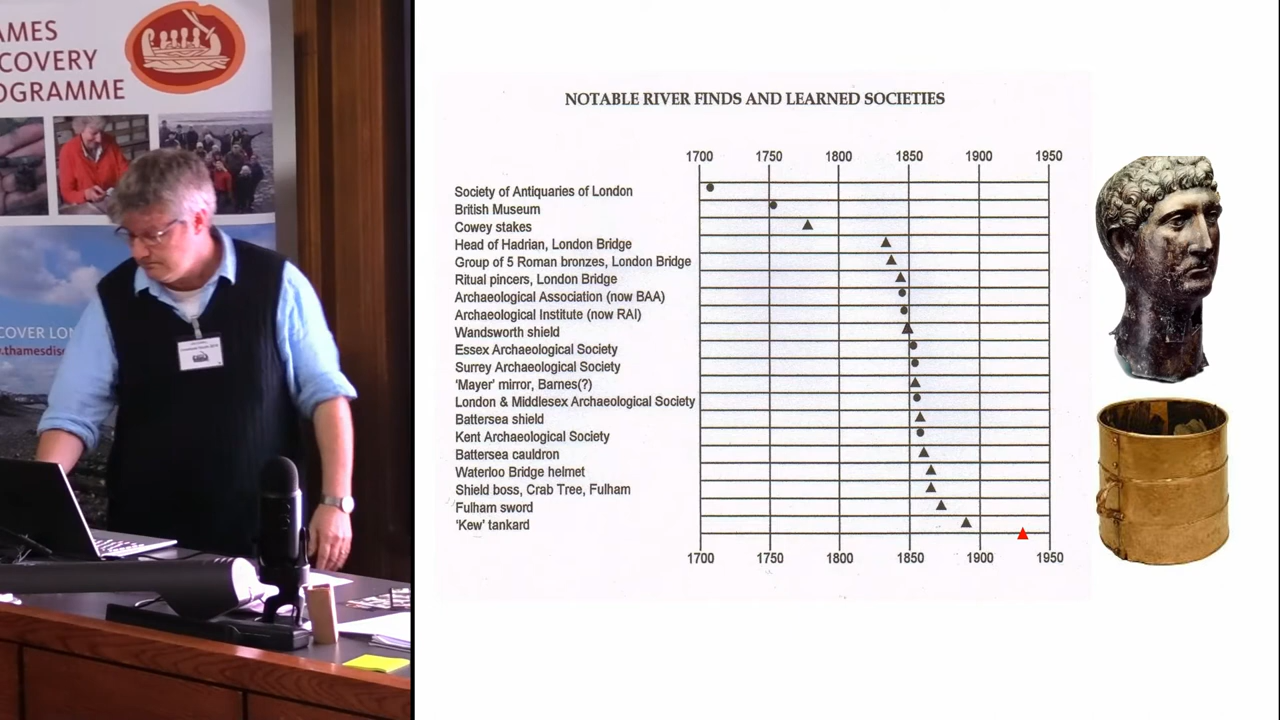 AMES
COVERY
OGRAMME
COVER LON
.thamesdisc
NOTABLE RIVER FINDS AND LEARNED SOCIETIES
1700 1750 1800 1850 1900 1950
Society of Antiquaries of London
British Museum
Cowey stakes
Head of Hadrian, London Bridge
Group of 5 Roman bronzes, London Bridge
Ritual pincers, London Bridge
Archaeological Association (now BAA)
Archaeological Institute (now RAI)
Wandsworth shield
Essex Archaeological Society
Surrey Archaeological Society
‘Mayer’ mirror, Barnes(?)
London & Middlesex Archaeological Society
Battersea shield
Kent Archaeological Society
Battersea cauldron
Waterloo Bridge helmet
Shield boss, Crab Tree, Fulham
Fulham sword
‘Kew’ tankard
1700 1750 1800 1850 1900 1950